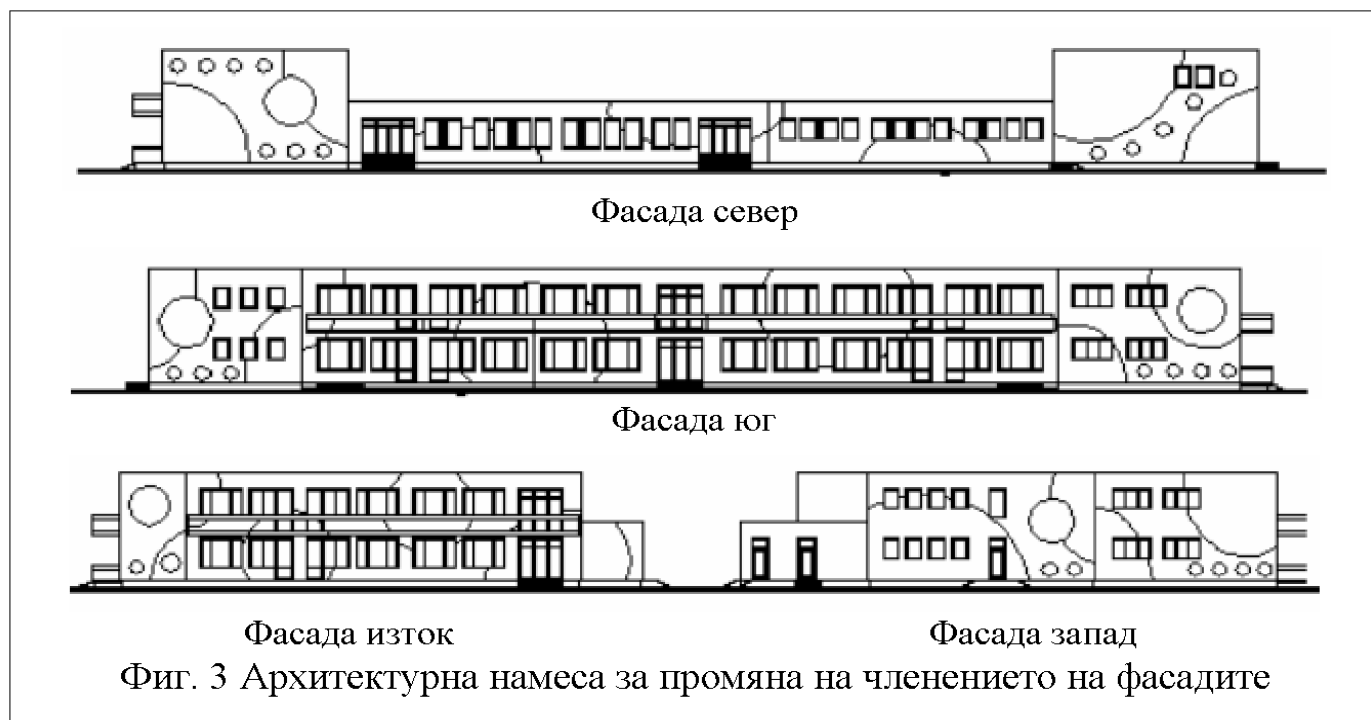 Фасада север
Фасада юг
Фасада изток
Фасада запад
Фиг. 3 Архитектурна намеса за промяна на членението на фасадите